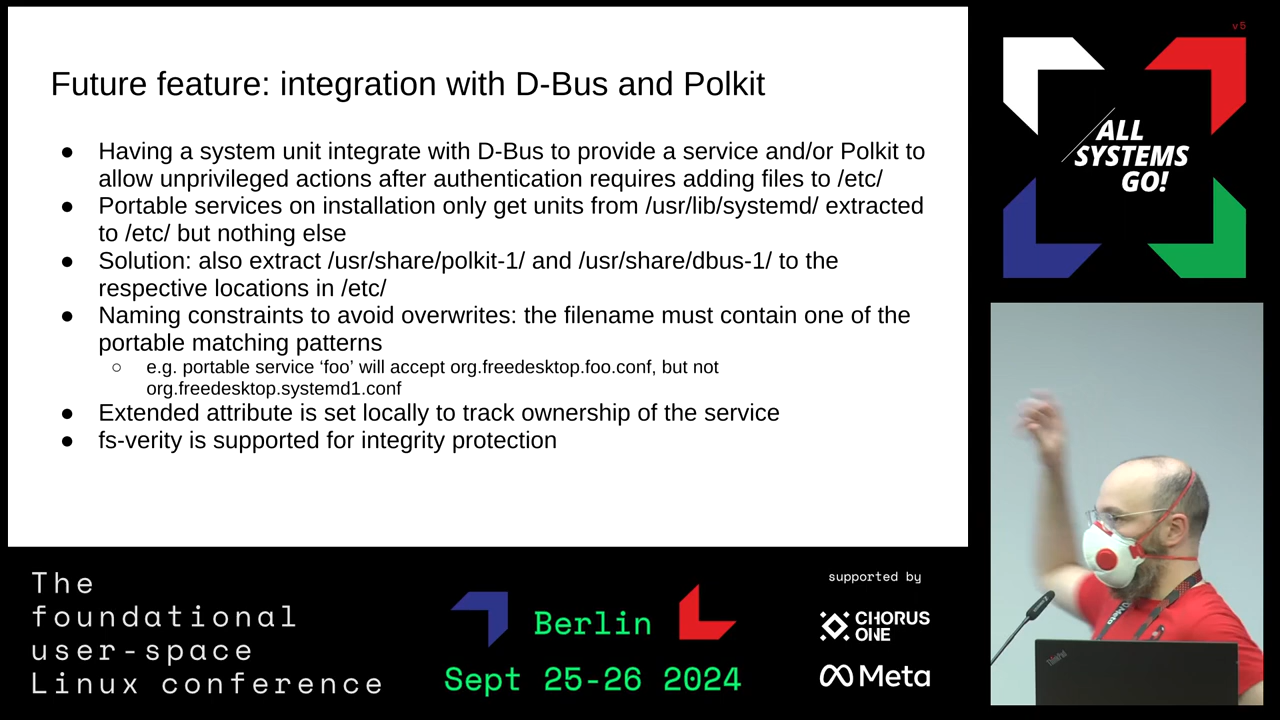 Future feature: integration with D-Bus and Polkit
● Having a system unit integrate with D-Bus to provide a service and/or Polkit to
allow unprivileged actions after authentication requires adding files to /etc/
● Portable services on installation only get units from /usr/lib/systemd/ extracted
to /etc/ but nothing else
● Solution: also extract /usr/share/polkit-1/ and /usr/share/dbus-1/ to the
respective locations in /etc/
● Naming constraints to avoid overwrites: the filename must contain one of the
portable matching patterns
○ e.g. portable service ‘foo’ will accept org.freedesktop.foo.conf, but not
org.freedesktop.systemd1.conf
● Extended attribute is set locally to track ownership of the service
● fs-verity is supported for integrity protection
v5
ALL
SYSTEMS
GO!
The
foundational
user-space
Linux conference
Berlin
Sept 25-26 2024
supported by
CHORUS
ONE
Meta
Meta
ThinkPad